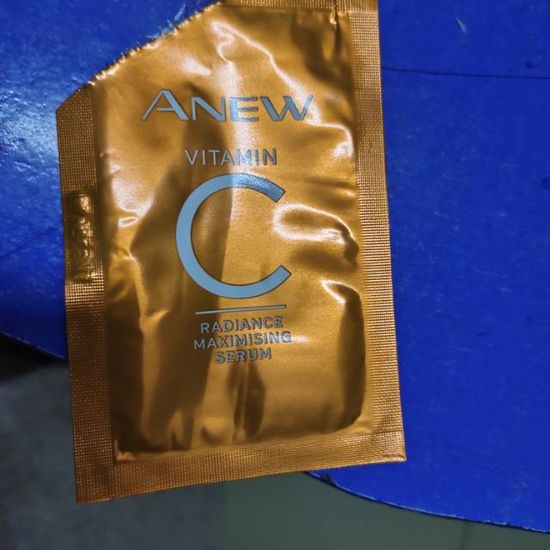 ANEW
VITAMIN
C
RADIANCE
MAXIMISING
SERUM